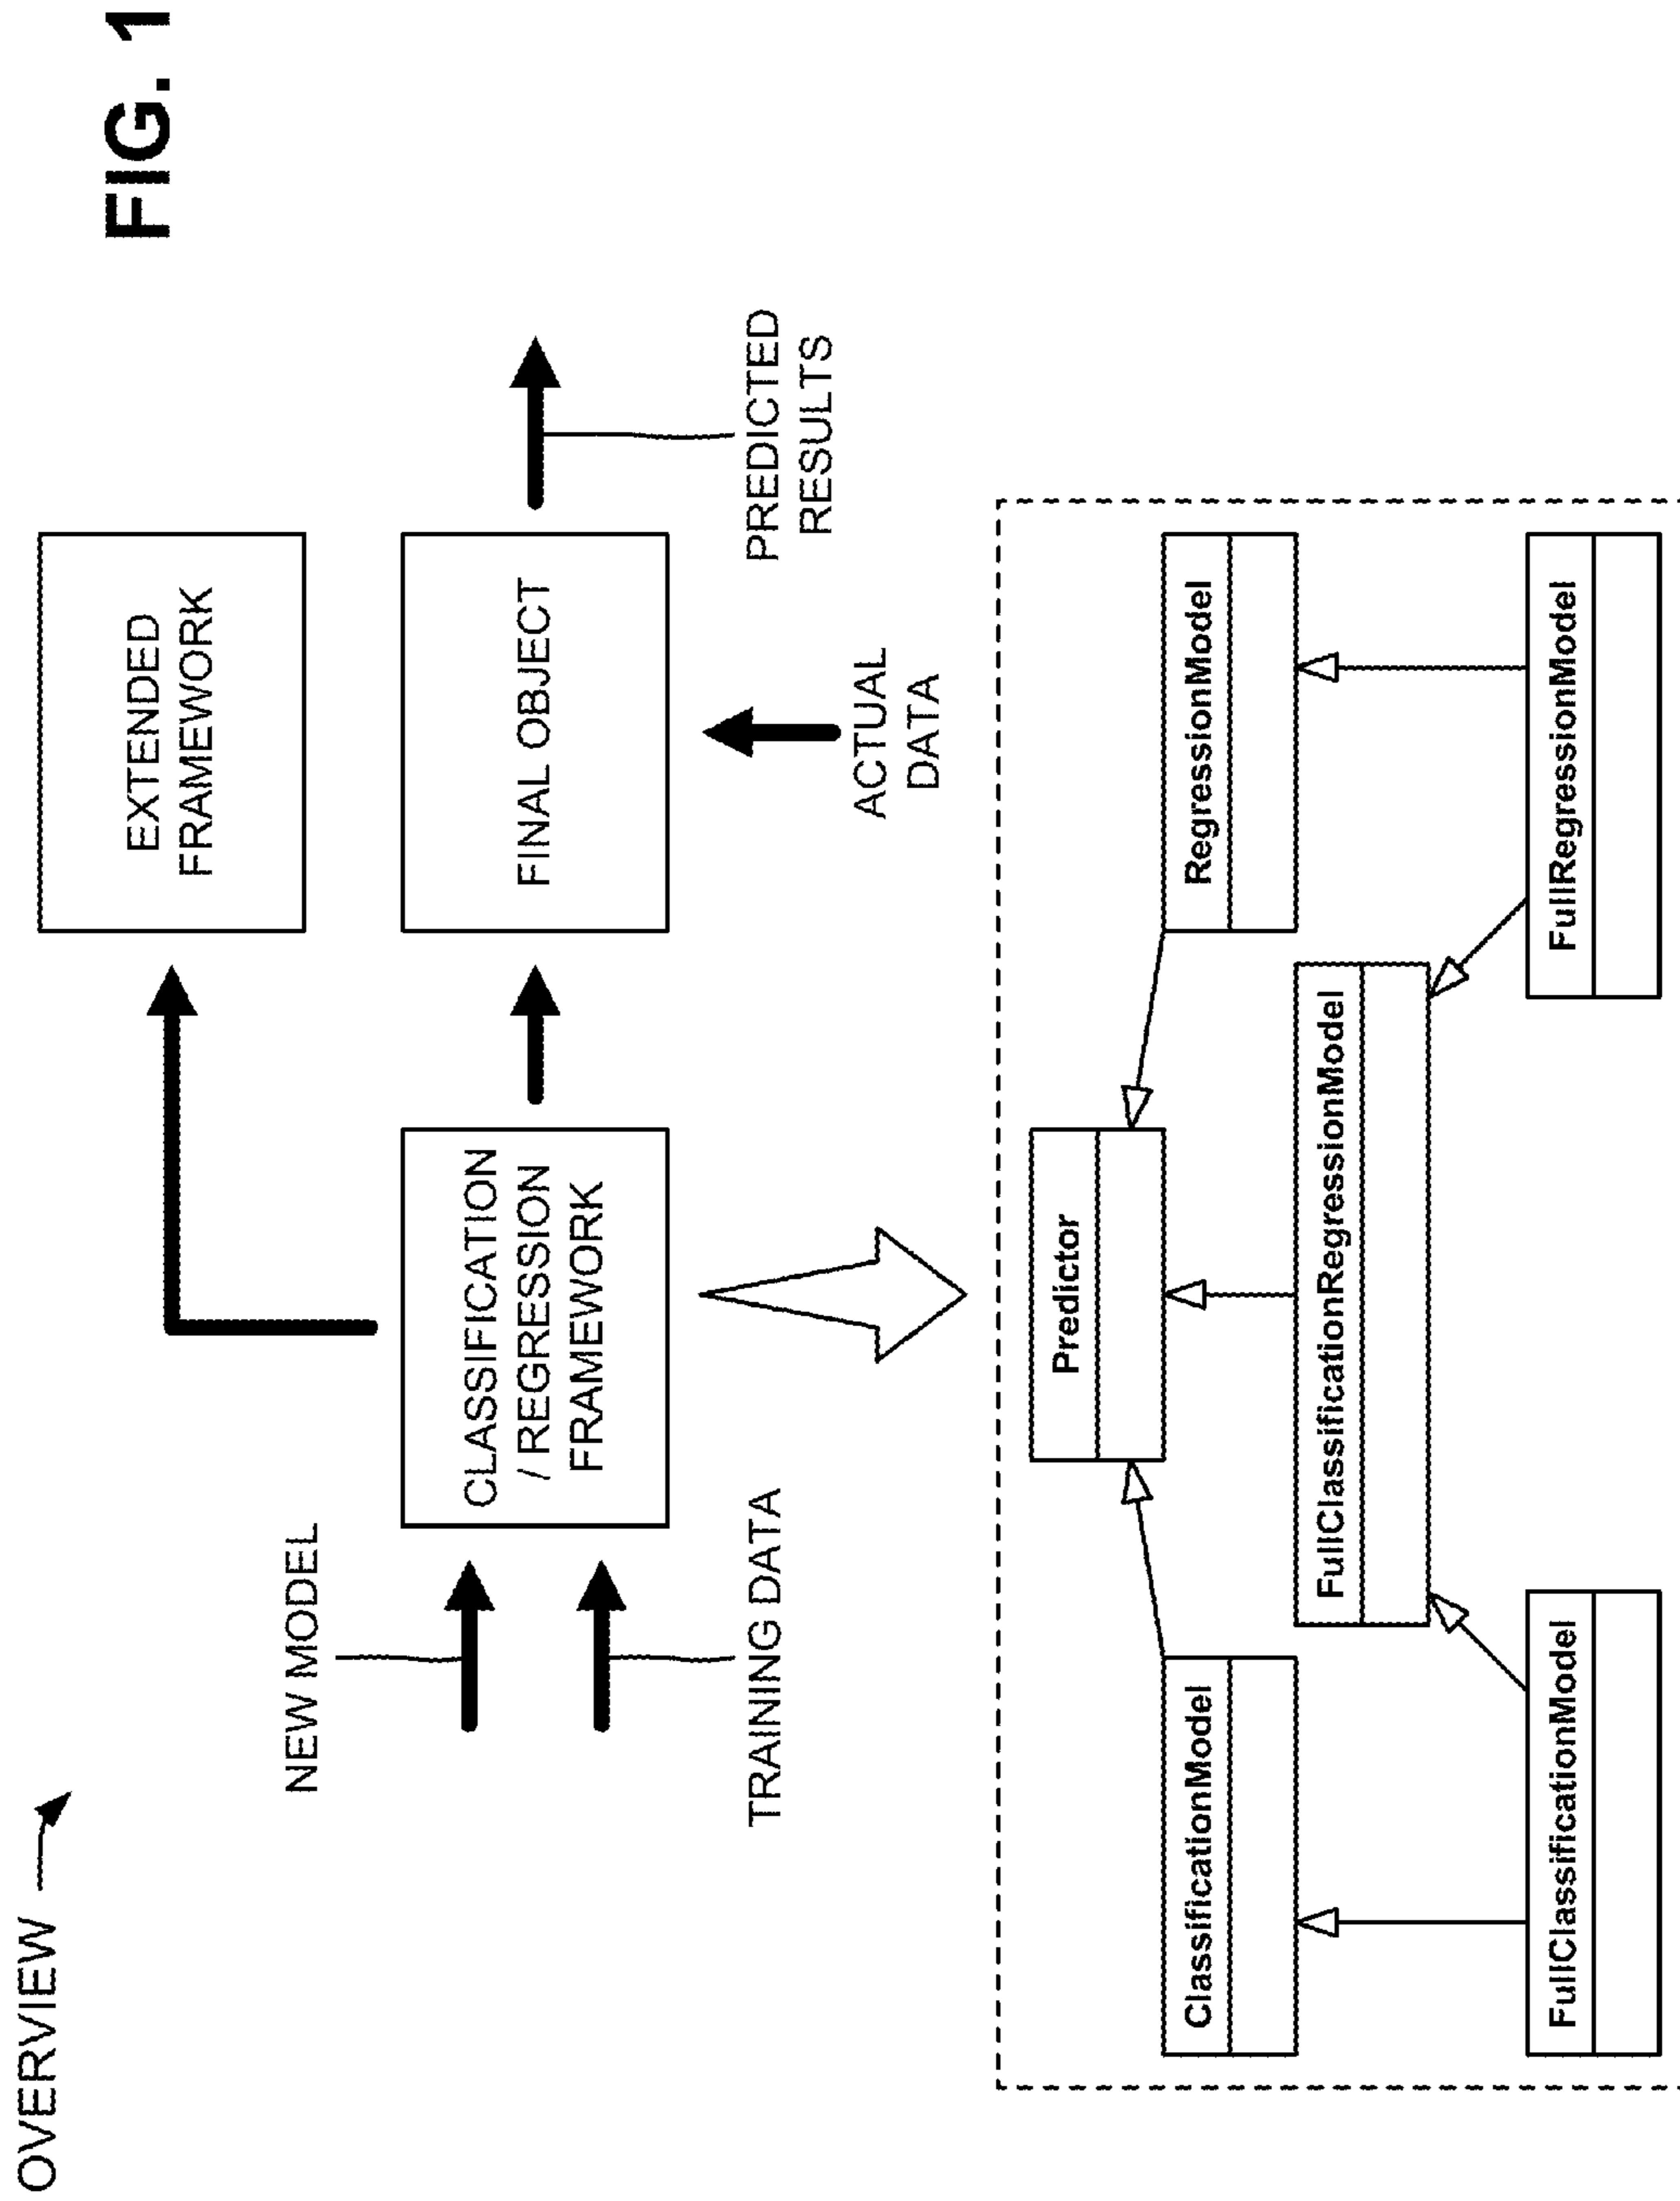 OVERVIEW
FIG. 1
NEW MODEL
TRAINING DATA
CLASSIFICATION
/ REGRESSION
FRAMEWORK
EXTENDED
FRAMEWORK
FINAL OBJECT
PREDICTED
RESULTS
ACTUAL
DATA
Predictor
ClassificationModel
RegressionModel
FullClassificationRegressionModel
FullClassificationModel
FullRegressionModel